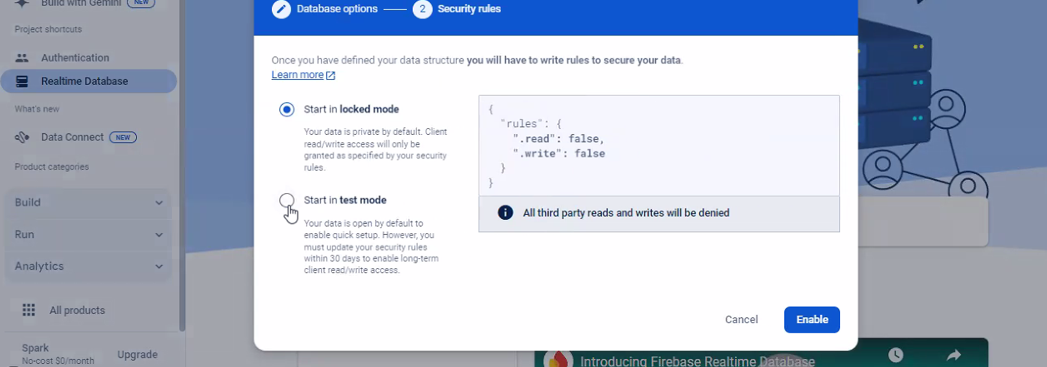 Build with Gemini NEW
Project shortcuts
Authentication
Realtime Database
What's new
Data Connect NEW
Product categories
Build
Run
Analytics
All products
Spark
No-cost $0/month
Upgrade
Database options
2 Security rules
Once you have defined your data structure you will have to write rules to secure your data.
Learn more
Start in locked mode
Your data is private by default. Client
read/write access will only be
granted as specified by your security
rules.
Start in test mode
Your data is open by default to
enable quick setup. However, you
must update your security rules
within 30 days to enable long-term
client read/write access.
{
"rules": {
".read": false,
".write": false
}
}
All third party reads and writes will be denied
Cancel
Enable
Introducing Firebase Realtime Database